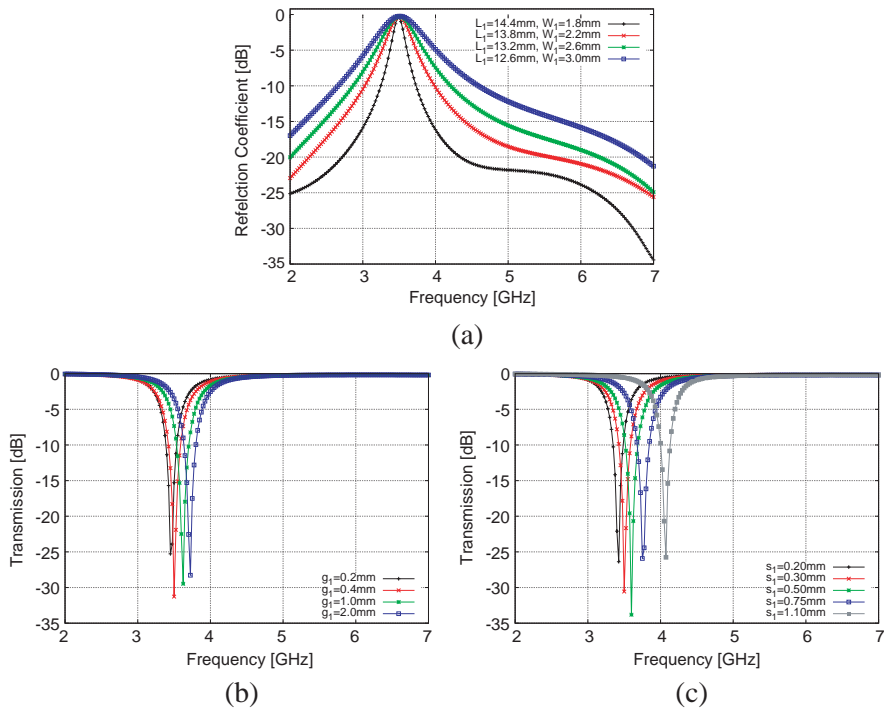 0
-5
-10
-15
-20
-25
-30
-35
Refelction Coefficient [dB]
L1=14.4mm, W1=1.8mm
L1=13.8mm, W1=2.2mm
L1=13.2mm, W1=2.6mm
L1=12.6mm, W1=3.0mm
2 3 4 5 6 7
Frequency [GHz]
(a)
0
-5
-10
-15
-20
-25
-30
-35
Transmission [dB]
g1=0.2mm
g1=0.4mm
g1=1.0mm
g1=2.0mm
2 3 4 5 6 7
Frequency [GHz]
(b)
0
-5
-10
-15
-20
-25
-30
-35
Transmission [dB]
s1=0.20mm
s1=0.30mm
s1=0.50mm
s1=0.75mm
s1=1.10mm
2 3 4 5 6 7
Frequency [GHz]
(c)